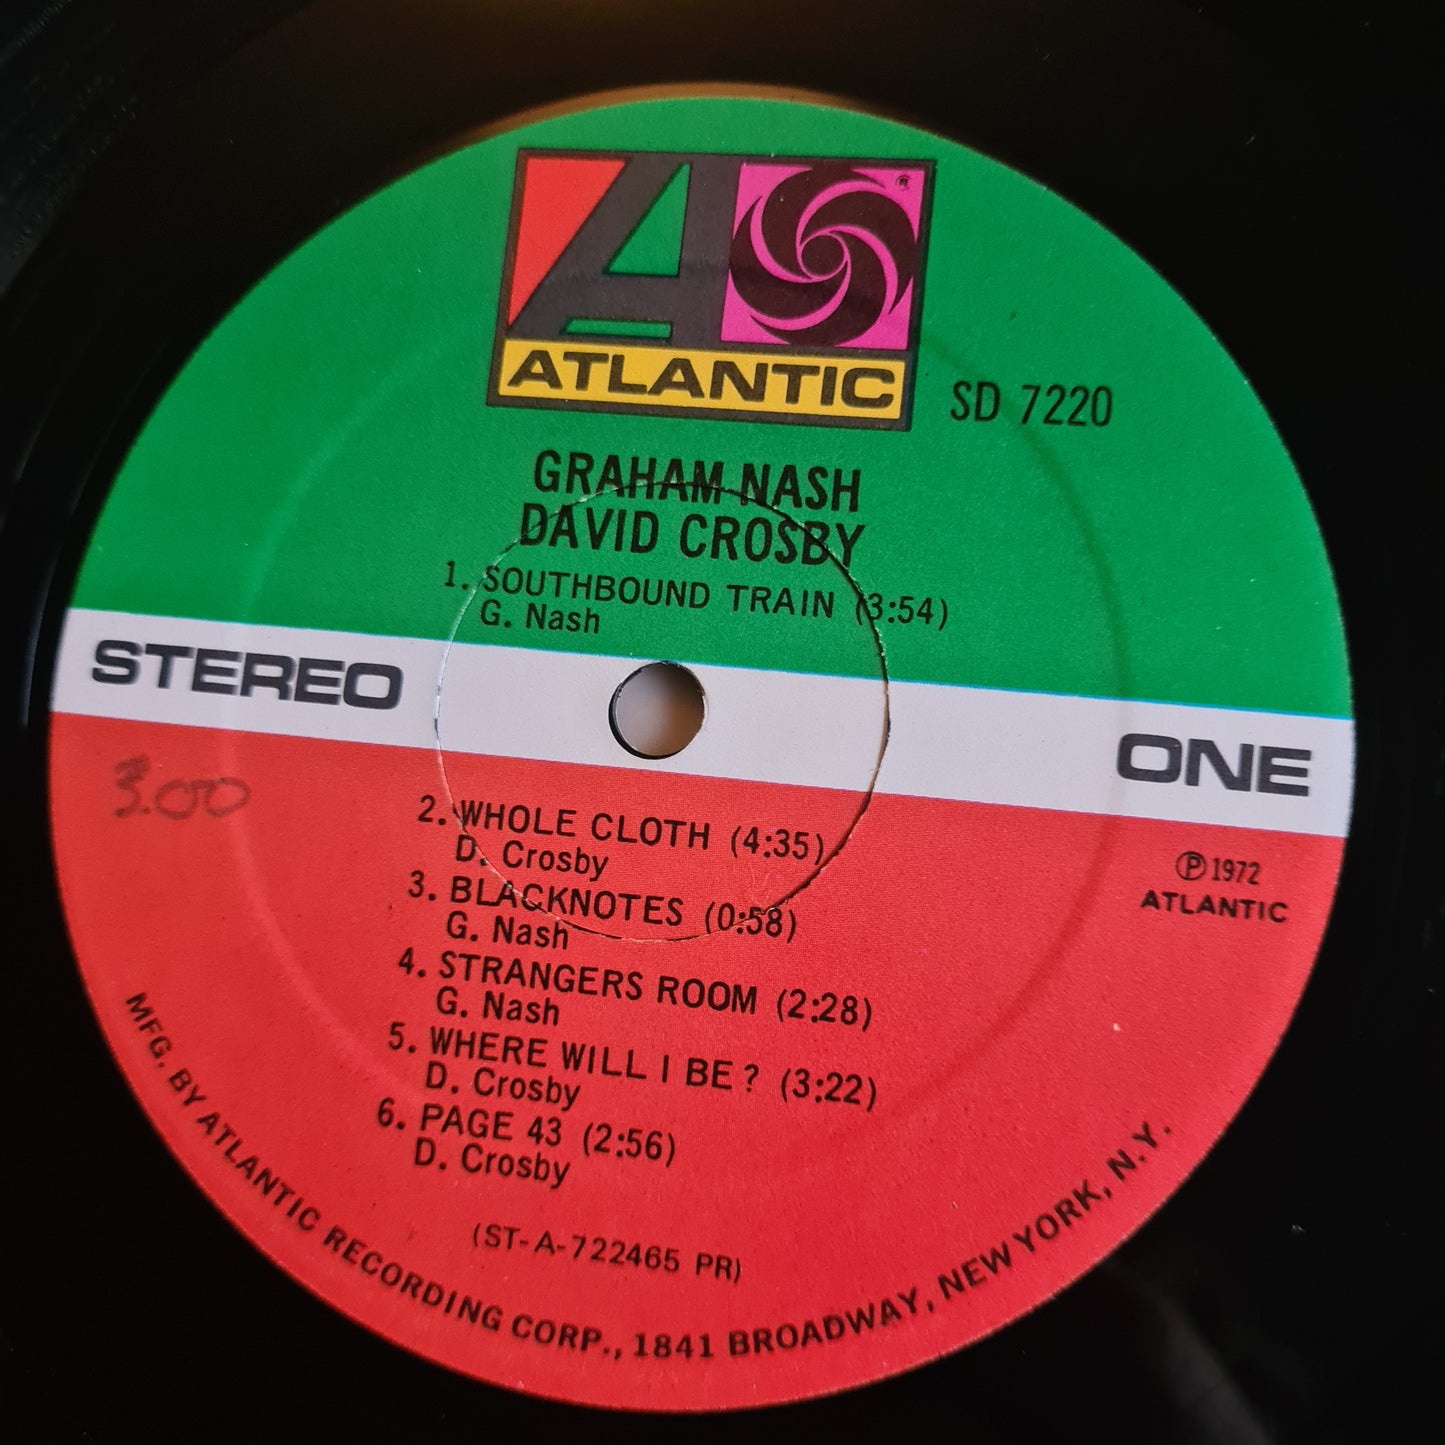 ATLANTIC
SD 7220
GRAHAM NASH
DAVID CROSBY
1. SOUTHBOUND TRAIN (3:54)
G. Nash
STEREO
ONE
3.00
2. WHOLE CLOTH (4:35)
D. Crosby
3. BLACKNOTES (0:58)
G. Nash
4. STRANGERS ROOM (2:28)
G. Nash
5. WHERE WILL I BE? (3:22)
D. Crosby
6. PAGE 43 (2:56)
D. Crosby
℗ 1972
ATLANTIC
(ST-A-722465 PR)
MFG. BY ATLANTIC RECORDING CORP., 1841 BROADWAY, NEW YORK, N.Y.